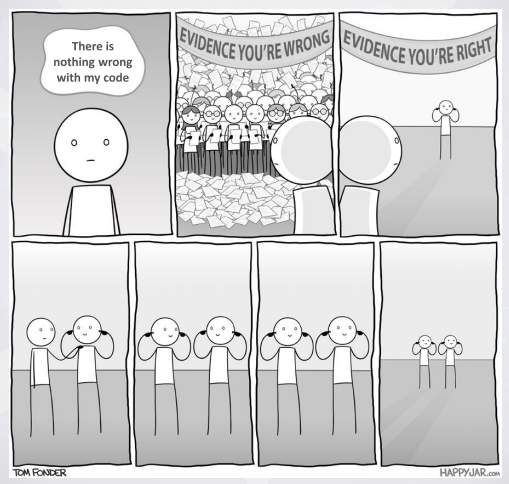 There is
nothing wrong
with my code
EVIDENCE YOU'RE WRONG
EVIDENCE YOU'RE RIGHT
TOM FONDER
HAPPYJAR.com